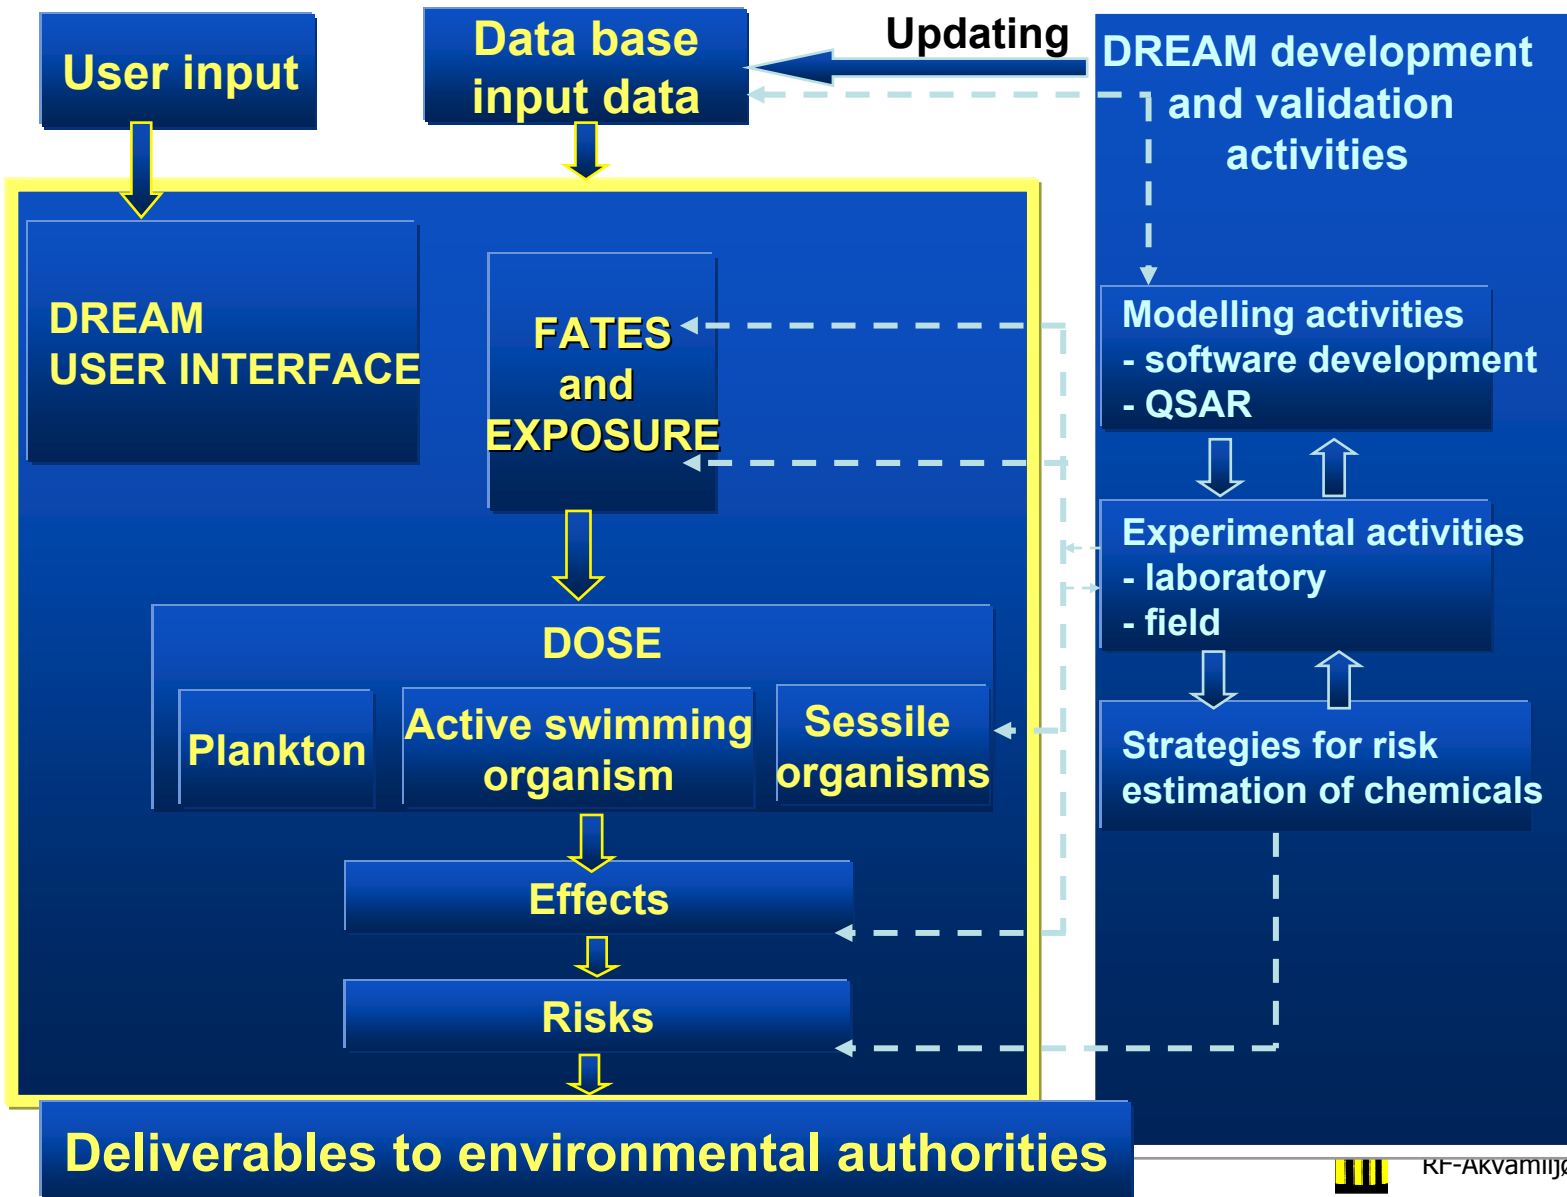 User input
Data base
input data
Updating
DREAM development
and validation
activities
DREAM
USER INTERFACE
FATES
and
EXPOSURE
Modelling activities
- software development
- QSAR
Experimental activities
- laboratory
- field
DOSE
Plankton
Active swimming
organism
Sessile
organisms
Strategies for risk
estimation of chemicals
Effects
Risks
Deliverables to environmental authorities
RF-Akvamiljø